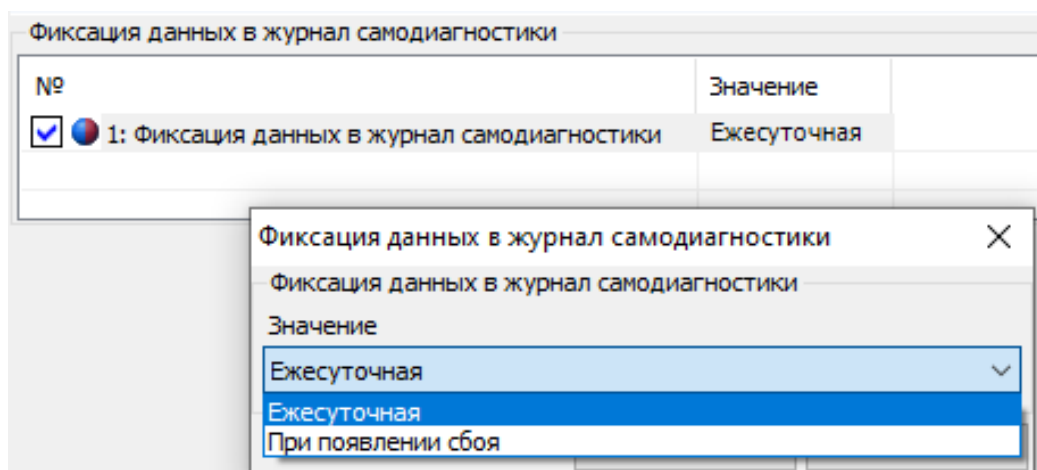 Фиксация данных в журнал самодиагностики
№ Значение
1: Фиксация данных в журнал самодиагностики Ежесуточная
Фиксация данных в журнал самодиагностики
Фиксация данных в журнал самодиагностики
Значение
Ежесуточная
Ежесуточная
При появлении сбоя